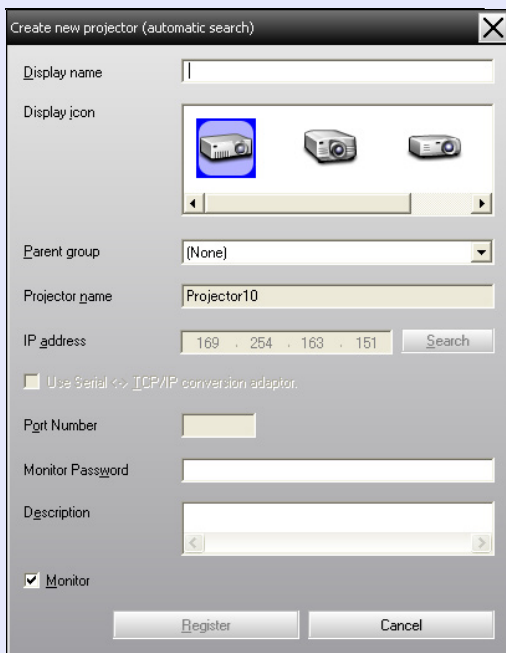 Create new projector (automatic search)
Display name
Display icon
Parent group (None)
Projector name Projector10
IP address 169 . 254 . 163 . 151 Search
Use Serial <-> TCP/IP conversion adaptor.
Port Number
Monitor Password
Description
Monitor
Register Cancel